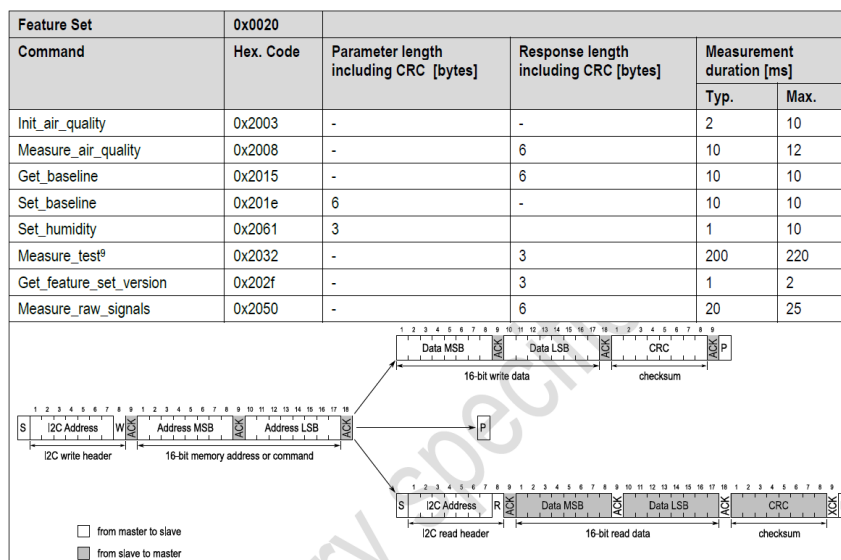 Feature Set 0x0020
Command Hex. Code Parameter length including CRC [bytes] Response length including CRC [bytes] Measurement duration [ms]
Typ. Max.
Init_air_quality 0x2003 - - 2 10
Measure_air_quality 0x2008 - 6 10 12
Get_baseline 0x2015 - 6 10 10
Set_baseline 0x201e 6 - 10 10
Set_humidity 0x2061 3 1 10
Measure_test⁹ 0x2032 - 3 200 220
Get_feature_set_version 0x202f - 3 1 2
Measure_raw_signals 0x2050 - 6 20 25
1 2 3 4 5 6 7 8 9 10 11 12 13 14 15 16 17 18 1 2 3 4 5 6 7 8 9
Data MSB ACK Data LSB ACK CRC ACK P
16-bit write data checksum
1 2 3 4 5 6 7 8 9 1 2 3 4 5 6 7 8 9 10 11 12 13 14 15 16 17 18
S I2C Address W ACK Address MSB ACK Address LSB ACK P
I2C write header 16-bit memory address or command
1 2 3 4 5 6 7 8 9 1 2 3 4 5 6 7 8 9 10 11 12 13 14 15 16 17 18 1 2 3 4 5 6 7 8 9
S I2C Address R ACK Data MSB ACK Data LSB ACK CRC
I2C read header 16-bit read data checksum
from master to slave
from slave to master